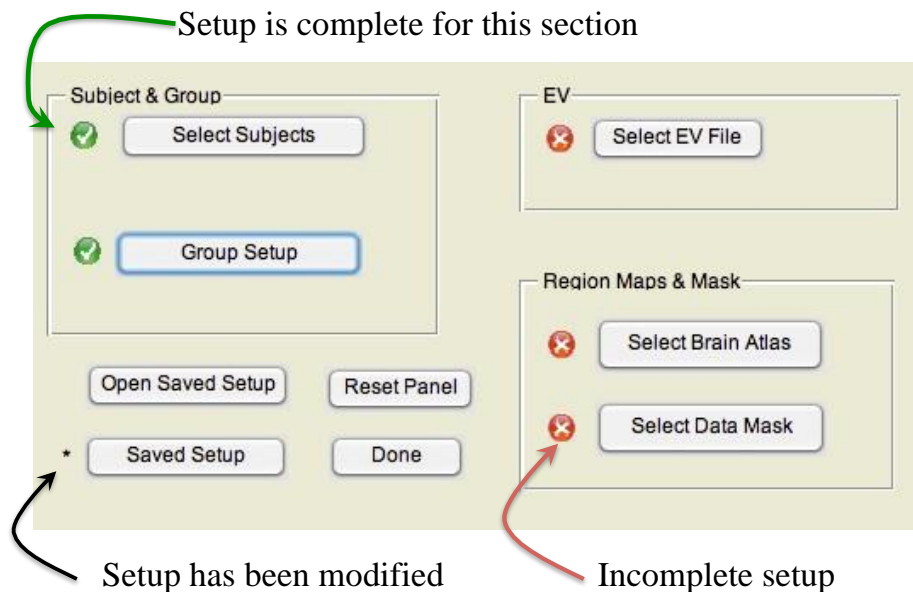 Setup is complete for this section
Subject & Group
Select Subjects
Group Setup
EV
Select EV File
Region Maps & Mask
Select Brain Atlas
Select Data Mask
Open Saved Setup
Reset Panel
* Saved Setup
Done
Setup has been modified
Incomplete setup